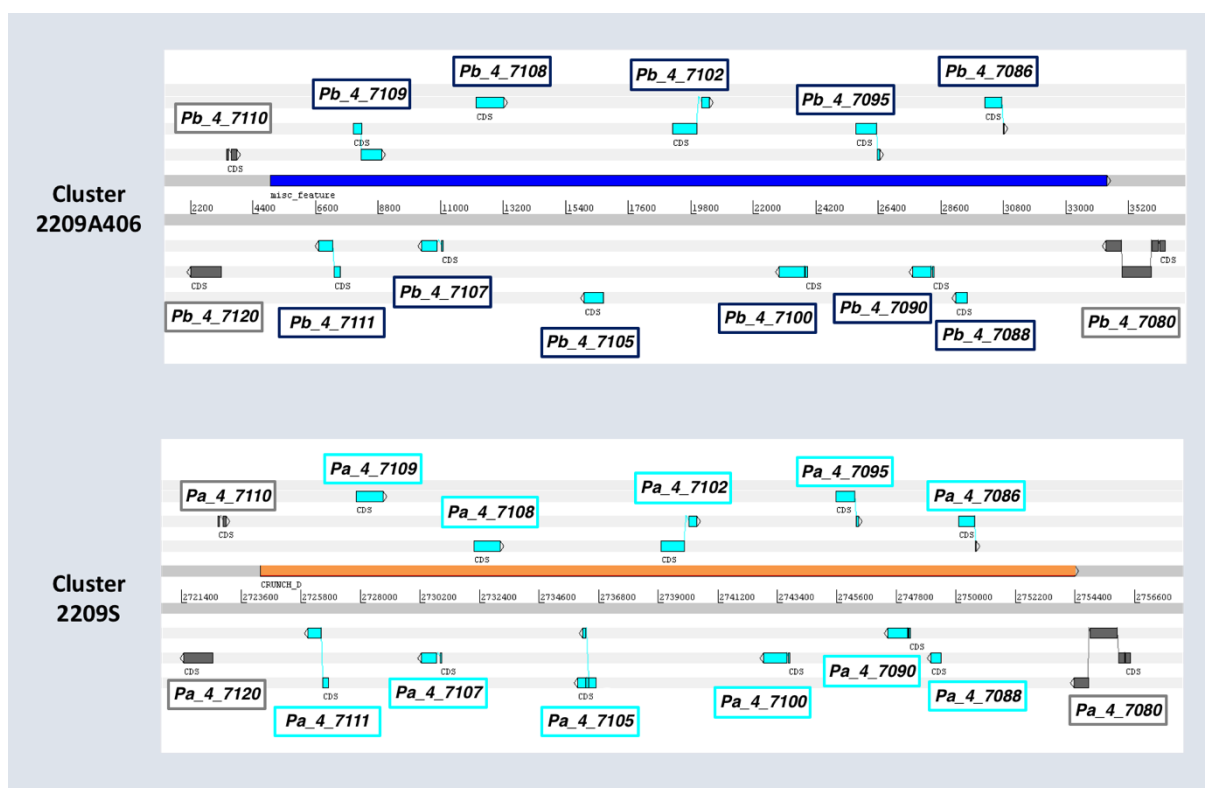 Pb_4_7108
Pb_4_7102
Pb_4_7086
Pb_4_7109
Pb_4_7095
Pb_4_7110
CDS CDS
CDS CDS CDS
CDS
Cluster
2209A406
misc_feature
2200 4400 6600 8800 11000 13200 15400 17600 19800 22000 24200 26400 28600 30800 33000 35200
CDS CDS
CDS CDS CDS
CDS CDS
Pb_4_7120 Pb_4_7111 Pb_4_7107 Pb_4_7105 Pb_4_7100 Pb_4_7090 Pb_4_7088 Pb_4_7080
Pa_4_7109
Pa_4_7095
Pa_4_7102
Pa_4_7110
Pa_4_7108
Pa_4_7086
CDS CDS
CDS CDS
CDS CDS
Cluster
2209S
CRUNCH_D
2721400 2723600 2725800 2728000 2730200 2732400 2734600 2736800 2739000 2741200 2743400 2745600 2747800 2750000 2752200 2754400 2756600
CDS
CDS CDS CDS CDS CDS
CDS CDS
Pa_4_7090
Pa_4_7120 Pa_4_7107 Pa_4_7088
Pa_4_7111 Pa_4_7105 Pa_4_7100 Pa_4_7080